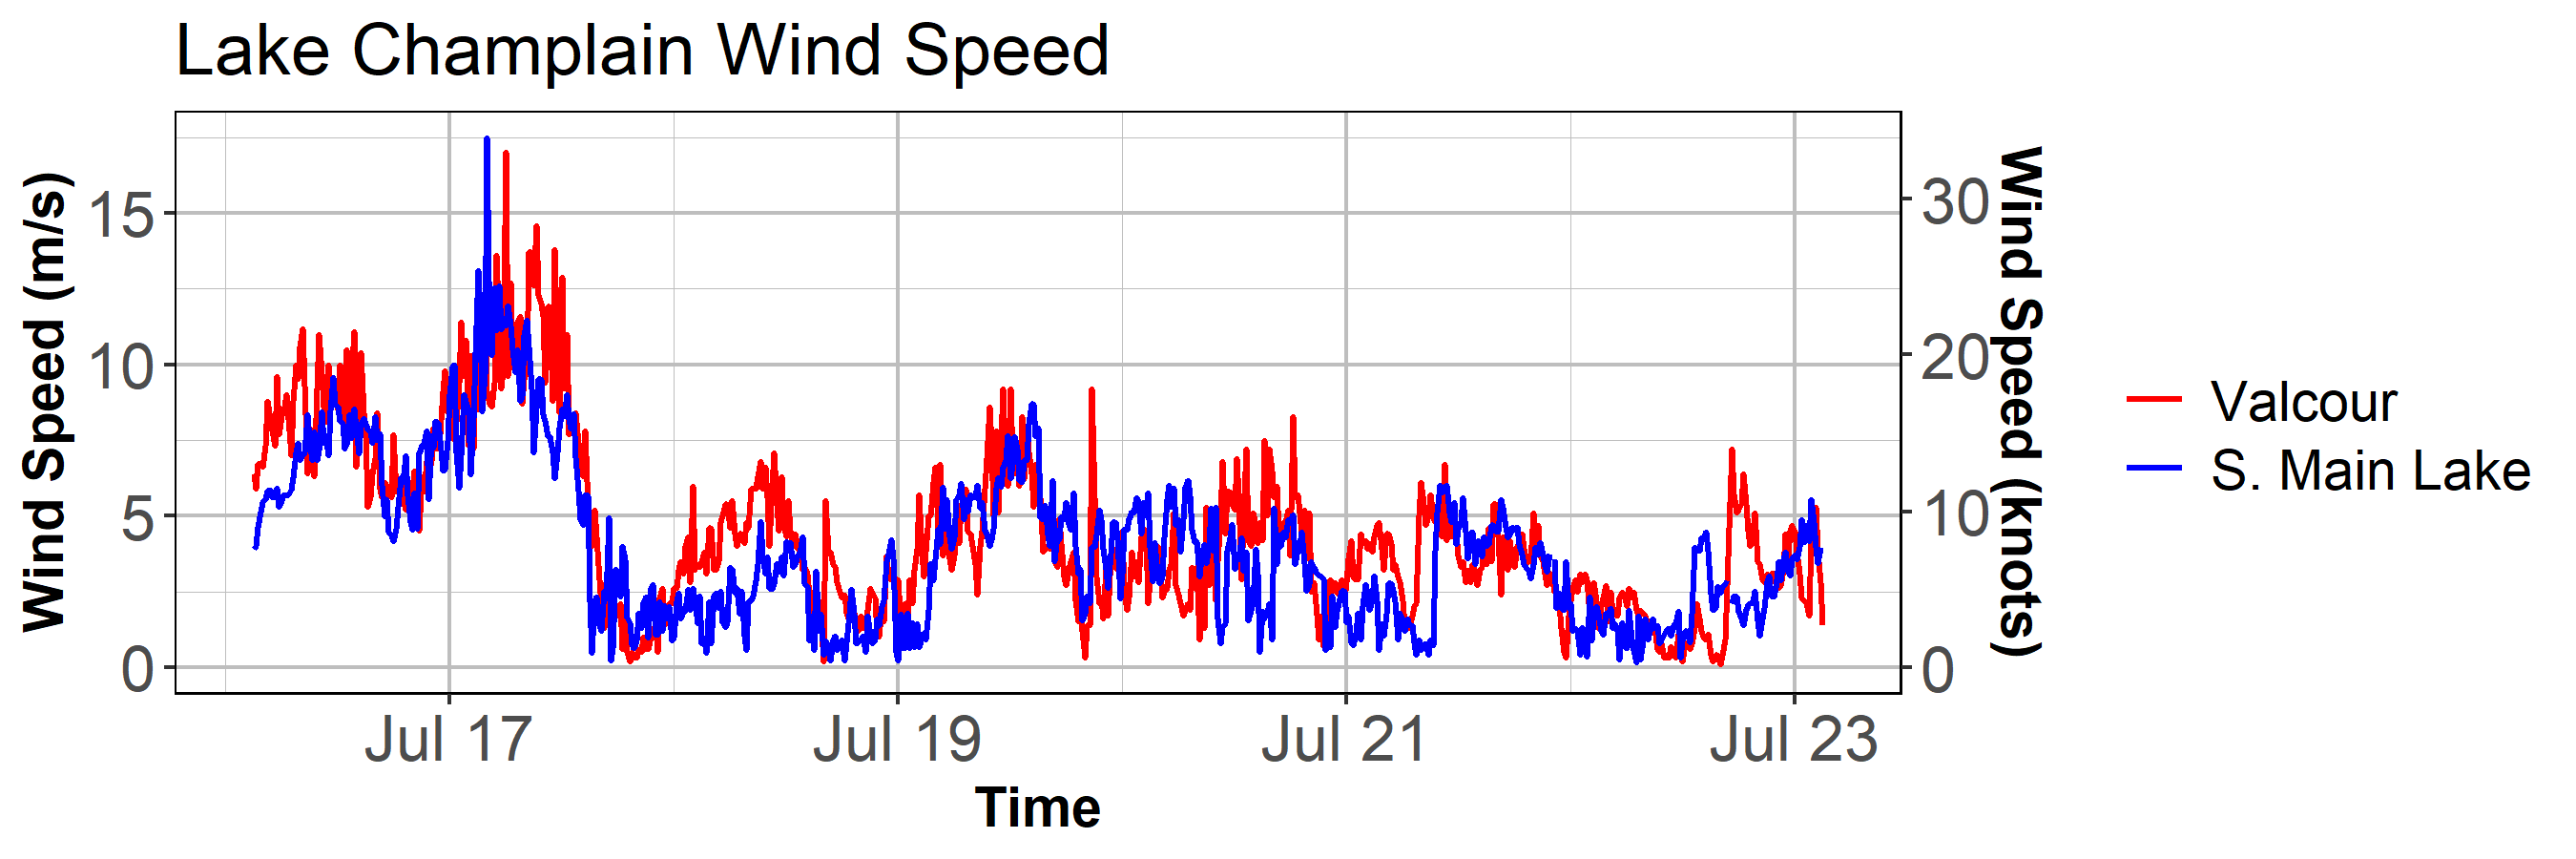 Lake Champlain Wind Speed
Wind Speed (m/s)
15
10
5
0
30
20
10
0
Wind Speed (knots)
Jul 17
Jul 19
Jul 21
Jul 23
Time
Valcour
S. Main Lake